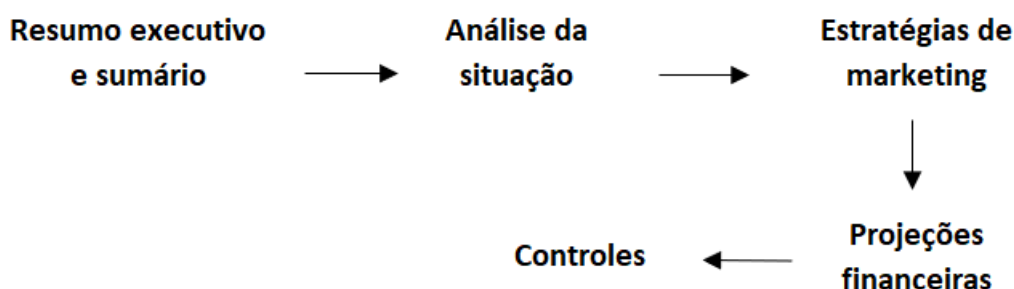 Resumo executivo
e sumário
Análise da
situação
Estratégias de
marketing
Projeções
financeiras
Controles